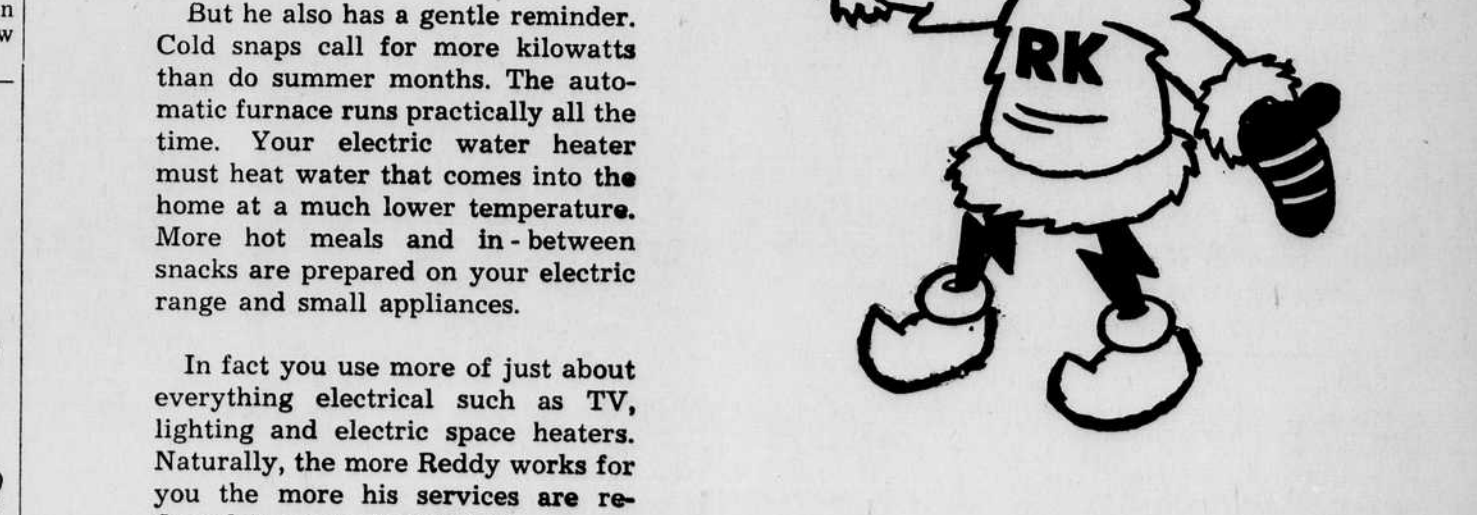 n
w
But he also has a gentle reminder.
Cold snaps call for more kilowatts
than do summer months. The auto-
matic furnace runs practically all the
time. Your electric water heater
must heat water that comes into the
home at a much lower temperature.
More hot meals and in - between
snacks are prepared on your electric
range and small appliances.
In fact you use more of just about
everything electrical such as TV,
lighting and electric space heaters.
Naturally, the more Reddy works for
you the more his services are re-
RK